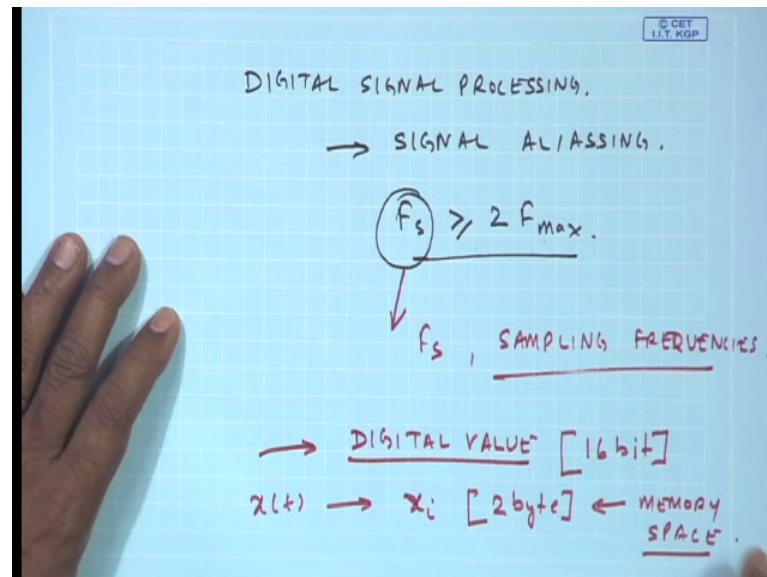 © CET
I.I.T. KGP
DIGITAL SIGNAL PROCESSING.
→ SIGNAL ALIASSING.
Fs ⩾ 2 Fmax.
fs, SAMPLING FREQUENCIES.
→ DIGITAL VALUE [16 bit]
x(t) → xi [2 byte] ← MEMORY
SPACE.